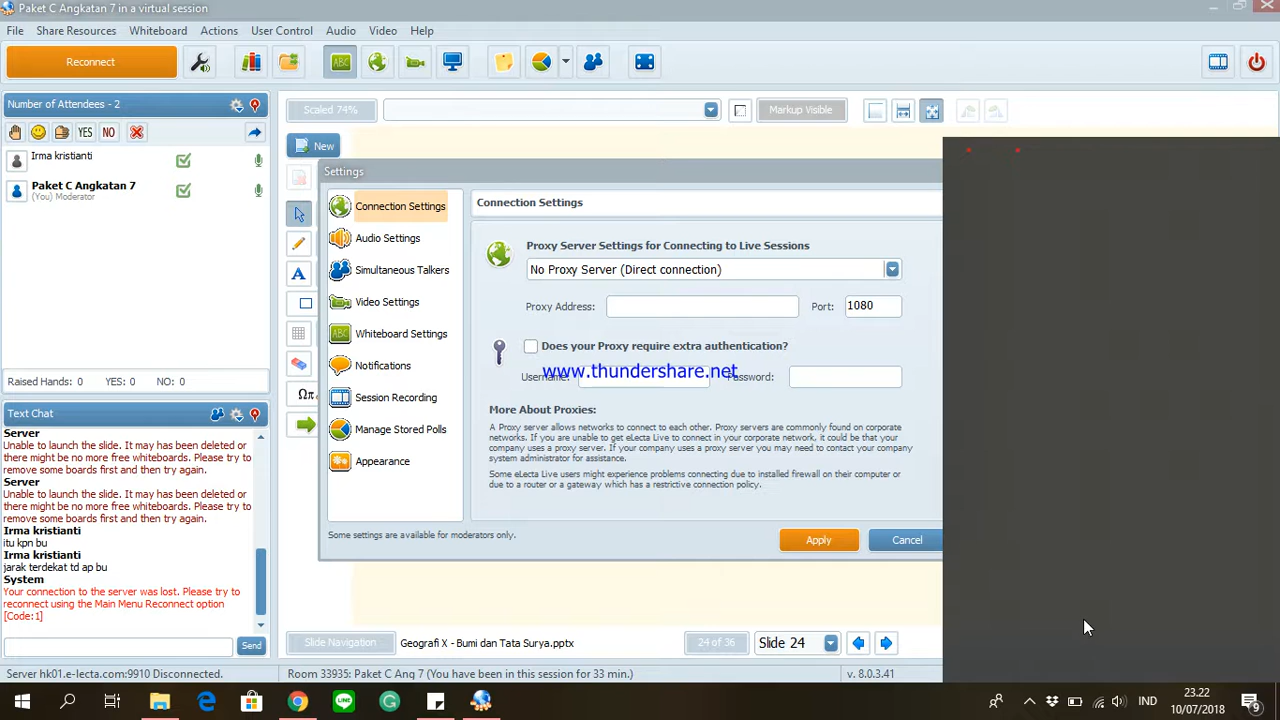 Paket C Angkatan 7 in a virtual session
File Share Resources Whiteboard Actions User Control Audio Video Help
Reconnect
ABC
Number of Attendees - 2
Scaled 74%
Markup Visible
YES
NO
New
Irma kristianti
Paket C Angkatan 7
(You) Moderator
Settings
Connection Settings
Audio Settings
Simultaneous Talkers
Video Settings
ABC
Whiteboard Settings
Notifications
Session Recording
Manage Stored Polls
Appearance
Connection Settings
Proxy Server Settings for Connecting to Live Sessions
No Proxy Server (Direct connection)
Proxy Address:
Port: 1080
Does your Proxy require extra authentication?
www.thundershare.net
Username:
Password:
More About Proxies:
A Proxy server allows networks to connect to each other. Proxy servers are commonly found on corporate
networks. If you are unable to get eLecta Live to connect in your corporate network, it could be that your
company uses a proxy server. If your company uses a proxy server you may need to contact your company
system administrator for assistance.
Some eLecta Live users might experience problems connecting due to installed firewall on their computer or
due to a router or a gateway which has a restrictive connection policy.
Some settings are available for moderators only.
Apply
Cancel
A
Ωπ
Raised Hands: 0 YES: 0 NO: 0
Text Chat
Server
Unable to launch the slide. It may has been deleted or
there might be no more free whiteboards. Please try to
remove some boards first and then try again.
Server
Unable to launch the slide. It may has been deleted or
there might be no more free whiteboards. Please try to
remove some boards first and then try again.
Irma kristianti
itu kpn bu
Irma kristianti
jarak terdekat td ap bu
System
Your connection to the server was lost. Please try to
reconnect using the Main Menu Reconnect option
[Code:1]
Send
Slide Navigation
Geografi X - Bumi dan Tata Surya.pptx
24 of 36
Slide 24
Server hk01.e-lecta.com:9910 Disconnected.
Room 33935: Paket C Ang 7 (You have been in this session for 33 min.)
v. 8.0.3.41
IND
23.22
10/07/2018
9